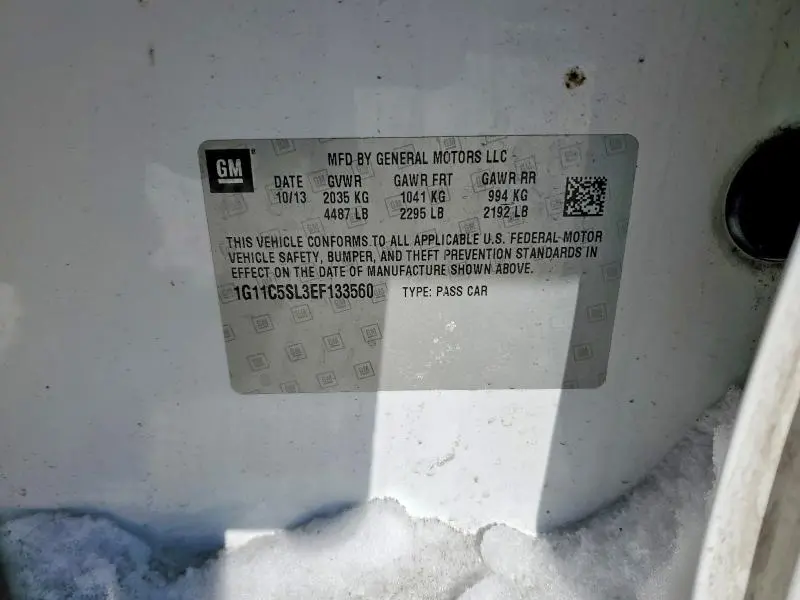 GM
MFD BY GENERAL MOTORS LLC
DATE GVWR GAWR FRT GAWR RR
10/13 2035 KG 1041 KG 994 KG
4487 LB 2295 LB 2192 LB
THIS VEHICLE CONFORMS TO ALL APPLICABLE U.S. FEDERAL MOTOR
VEHICLE SAFETY, BUMPER, AND THEFT PREVENTION STANDARDS IN
EFFECT ON THE DATE OF MANUFACTURE SHOWN ABOVE.
1G11C5SL3EF133560 TYPE: PASS CAR